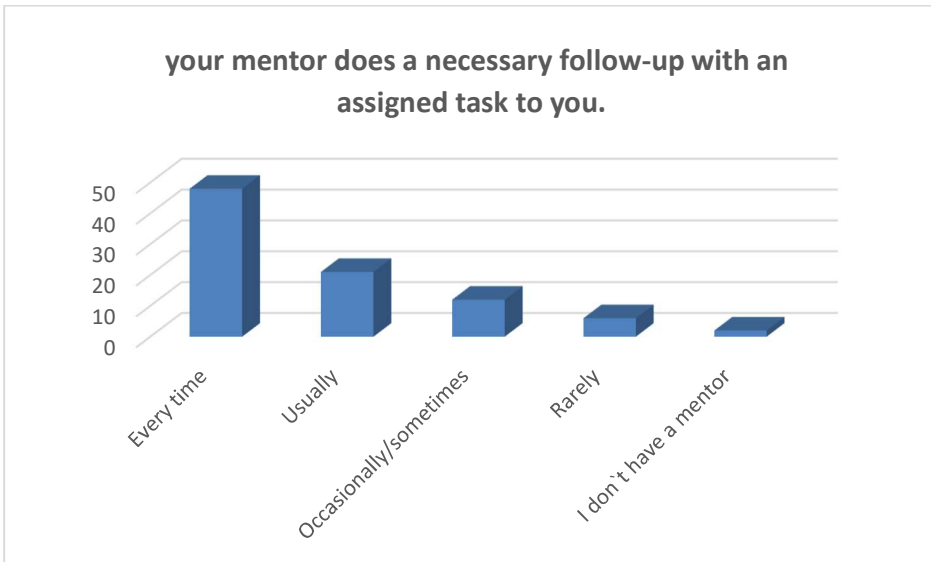 your mentor does a necessary follow-up with an
assigned task to you.
50
40
30
20
10
0
Every time
Usually
Occasionally/sometimes
Rarely
I don`t have a mentor